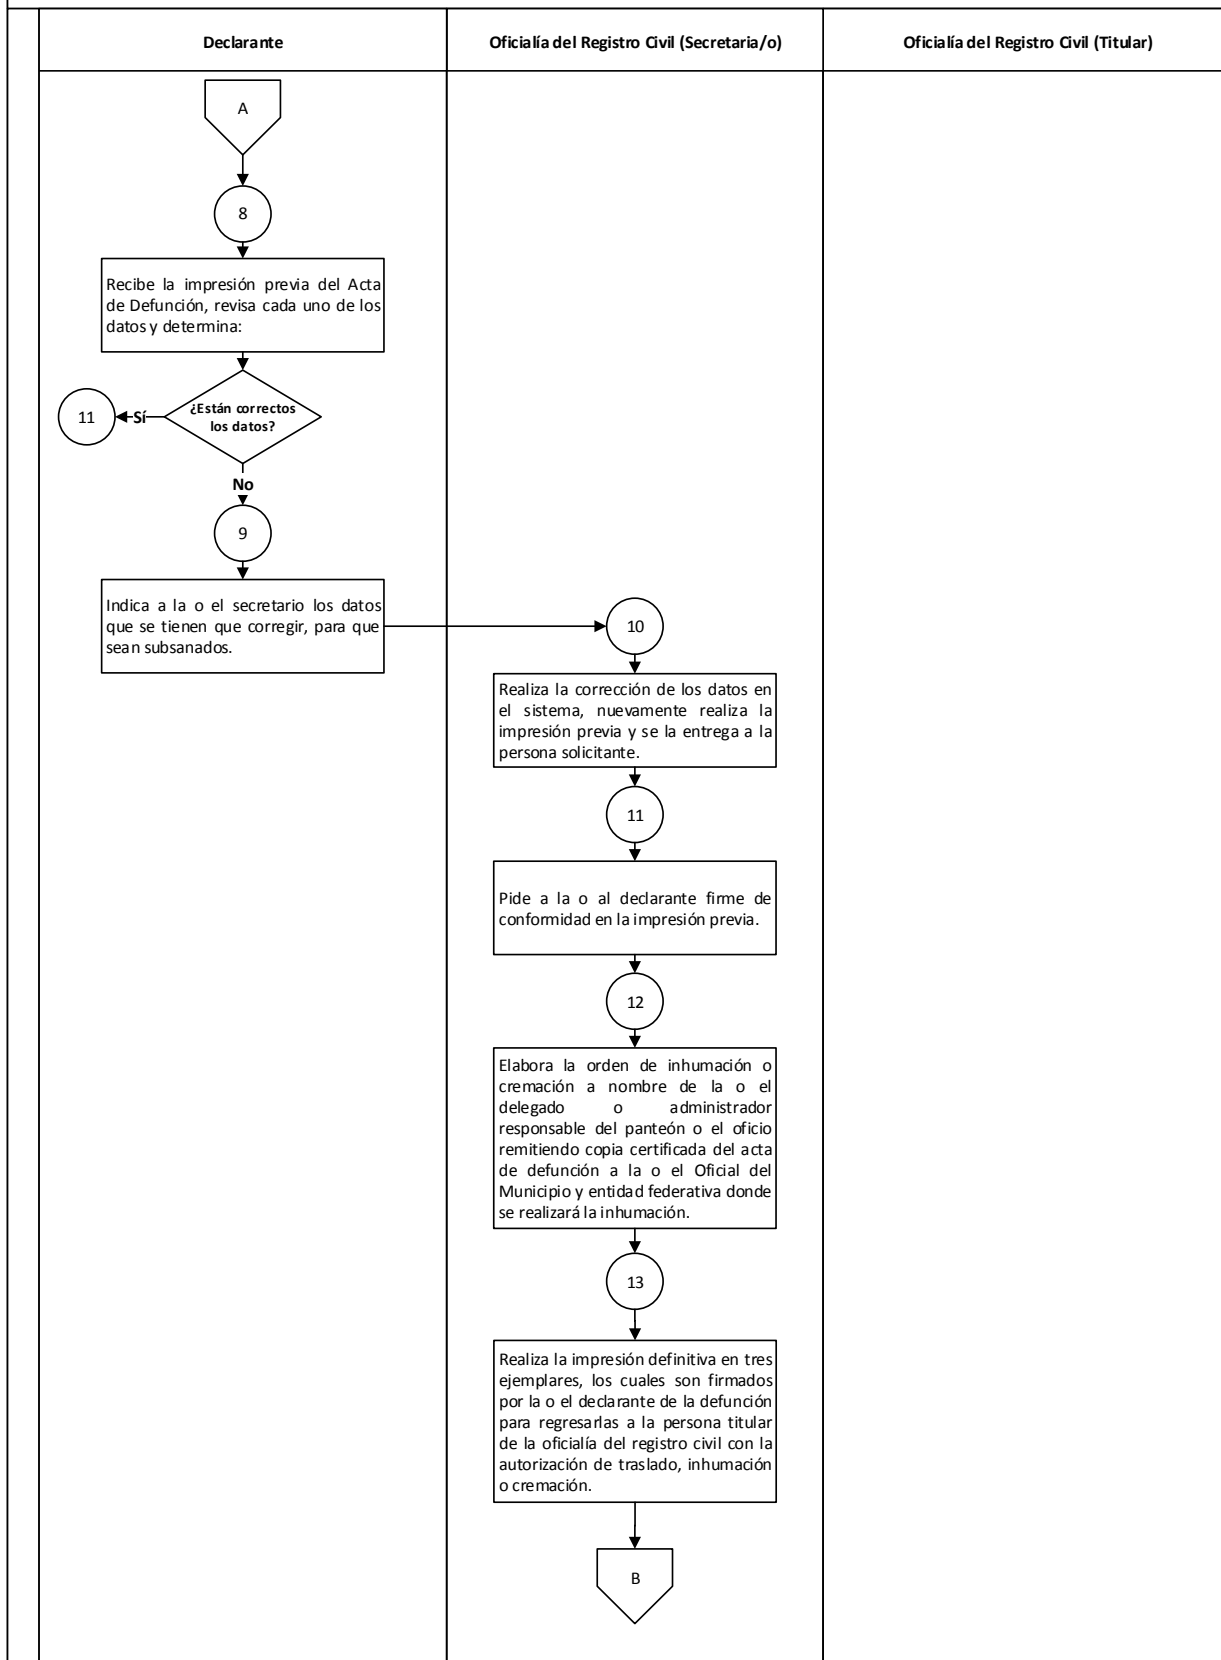 Declarante
Oficialía del Registro Civil (Secretaria/o)
Oficialía del Registro Civil (Titular)
A
8
Recibe la impresión previa del Acta
de Defunción, revisa cada uno de los
datos y determina:
¿Están correctos
los datos?
Sí
11
No
9
Indica a la o el secretario los datos
que se tienen que corregir, para que
sean subsanados.
10
Realiza la corrección de los datos en
el sistema, nuevamente realiza la
impresión previa y se la entrega a la
persona solicitante.
11
Pide a la o al declarante firme de
conformidad en la impresión previa.
12
Elabora la orden de inhumación o
cremación a nombre de la o el
delegado o administrador
responsable del panteón o el oficio
remitiendo copia certificada del acta
de defunción a la o el Oficial del
Municipio y entidad federativa donde
se realizará la inhumación.
13
Realiza la impresión definitiva en tres
ejemplares, los cuales son firmados
por la o el declarante de la defunción
para regresarlas a la persona titular
de la oficialía del registro civil con la
autorización de traslado, inhumación
o cremación.
B